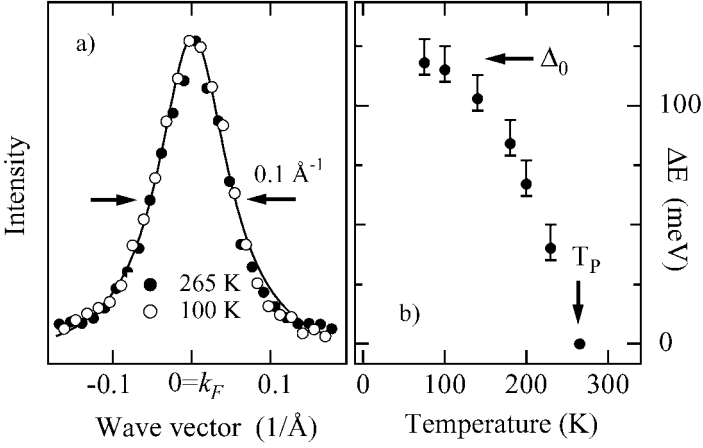 a)
Intensity
0.1 Å⁻¹
265 K
100 K
-0.1 0=k_F 0.1
Wave vector (1/Å)
Δ₀
100
ΔE (meV)
T_P
b)
0
0 100 200 300
Temperature (K)